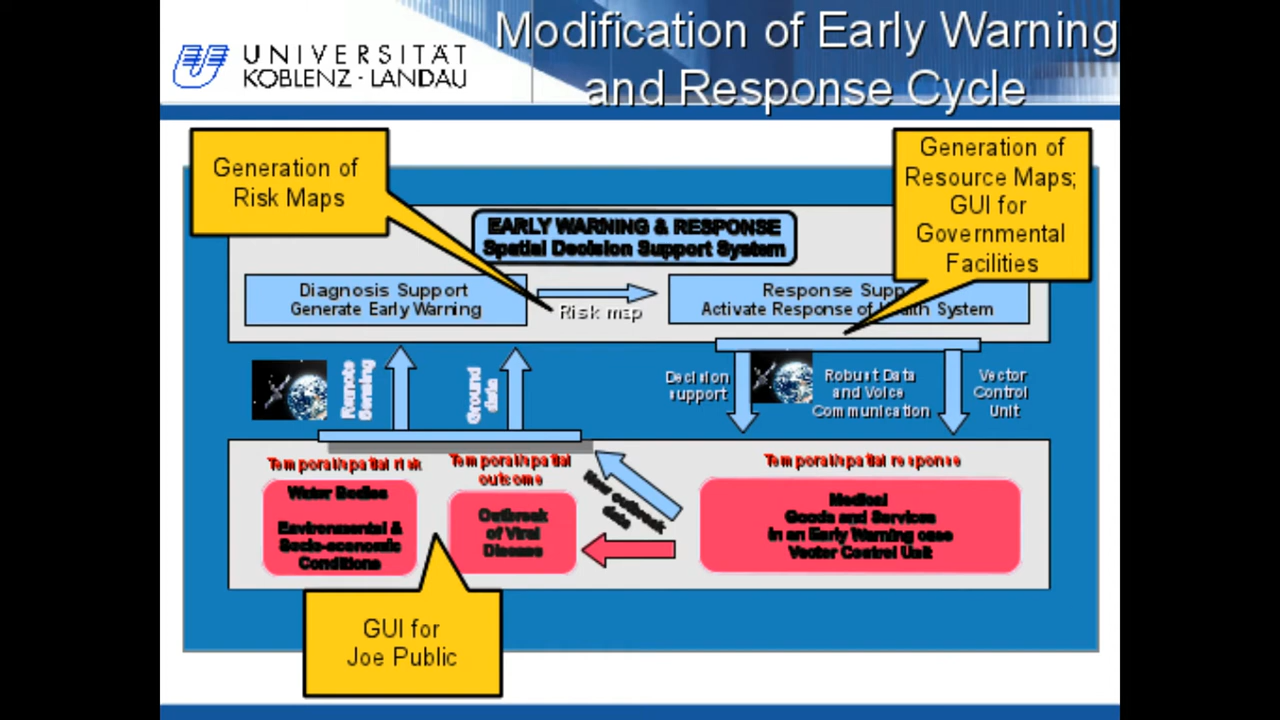 UNIVERSITÄT
KOBLENZ · LANDAU
Modification of Early Warning
and Response Cycle
Generation of
Risk Maps
Generation of
Resource Maps;
GUI for
Governmental
Facilities
EARLY WARNING & RESPONSE
Spatial Decision Support System
Diagnosis Support
Generate Early Warning
Risk map
Response Supp
Activate Response of Health System
Remote
Sensing
Ground
data
Decision
support
Robust Data
and Voice
Communication
Vector
Control
Unit
Temporal/spatial risk
Temporal/spatial
outcome
Temporal/spatial response
Water Bodies
Environmental &
Socio-economic
Conditions
Outbreak
of Viral
Disease
New outbreak
data
Medical
Goods and Services
in an Early Warning case
Vector Control Unit
GUI for
Joe Public